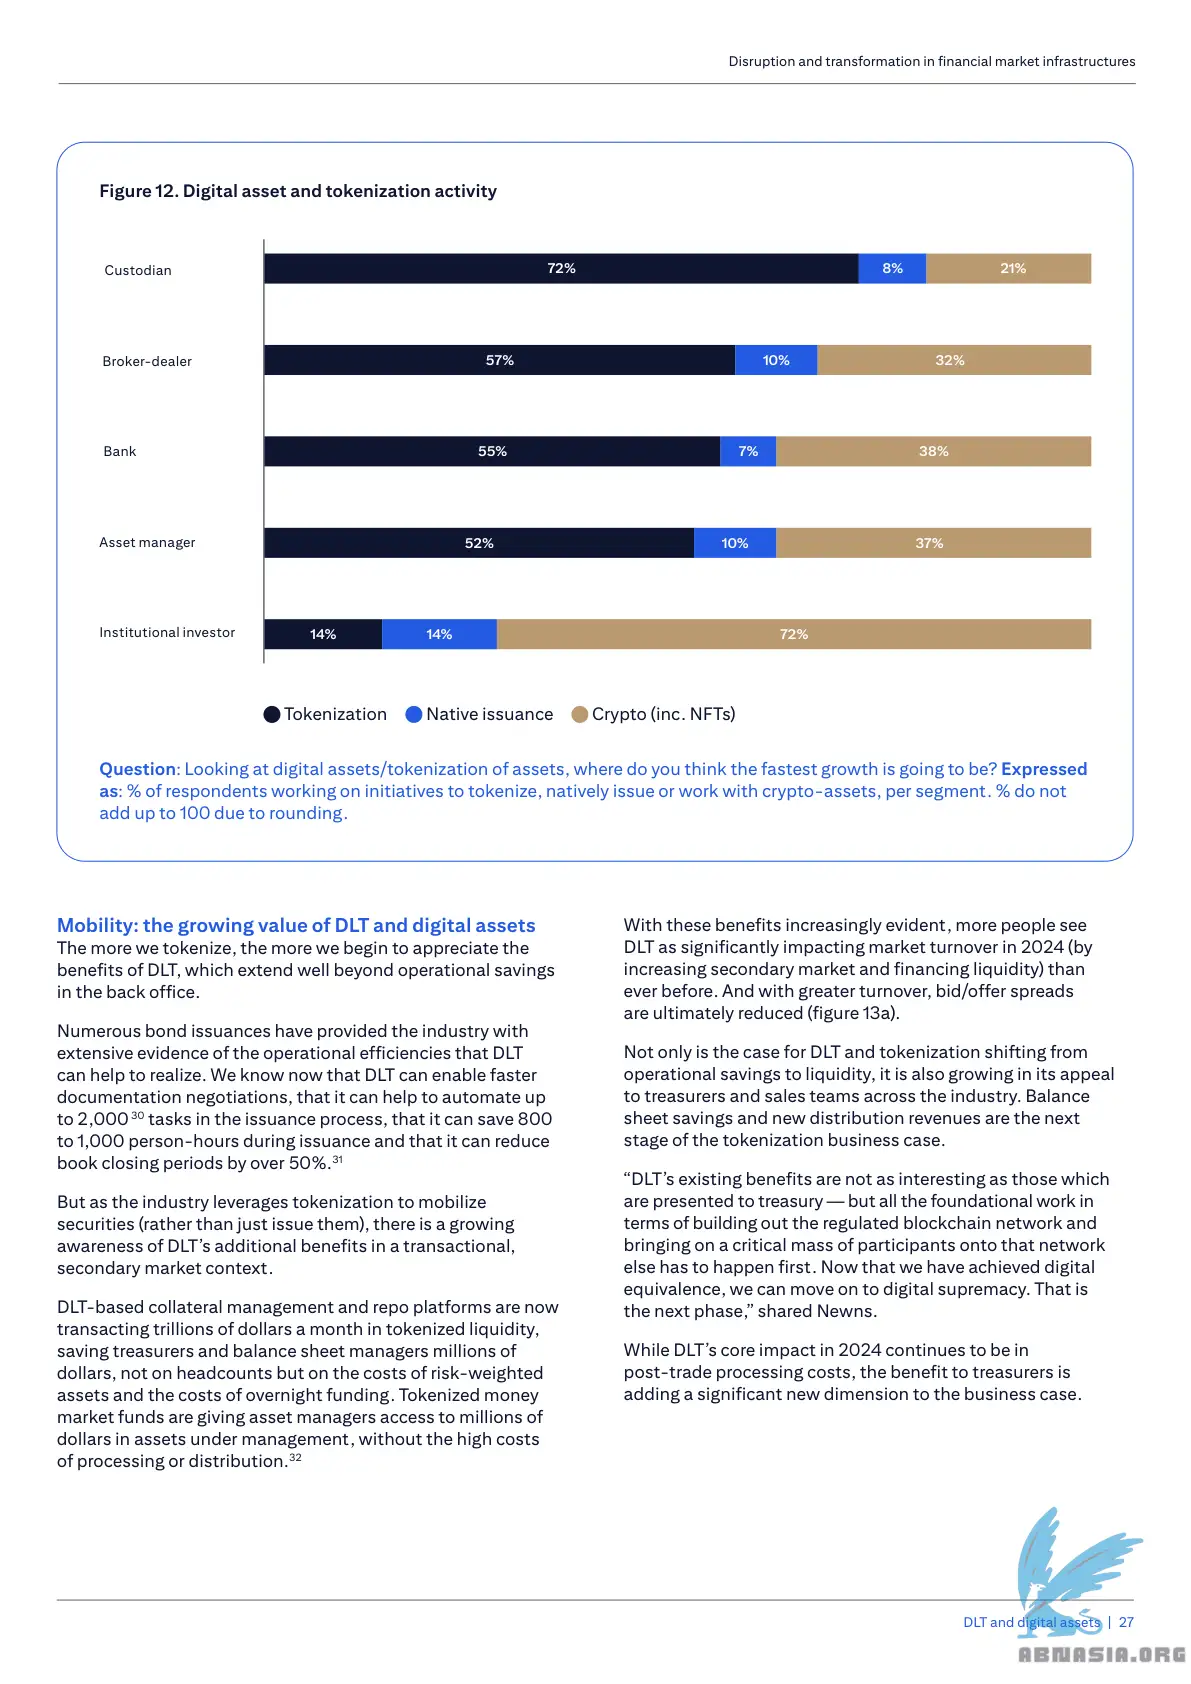 Disruption and transformation in financial market infrastructures
Figure 12. Digital asset and tokenization activity
Custodian 72% 8% 21%
Broker-dealer 57% 10% 32%
Bank 55% 7% 38%
Asset manager 52% 10% 37%
Institutional investor 14% 14% 72%
Tokenization Native issuance Crypto (inc. NFTs)
Question: Looking at digital assets/tokenization of assets, where do you think the fastest growth is going to be? Expressed
as: % of respondents working on initiatives to tokenize, natively issue or work with crypto-assets, per segment. % do not
add up to 100 due to rounding.
Mobility: the growing value of DLT and digital assets
The more we tokenize, the more we begin to appreciate the
benefits of DLT, which extend well beyond operational savings
in the back office.
Numerous bond issuances have provided the industry with
extensive evidence of the operational efficiencies that DLT
can help to realize. We know now that DLT can enable faster
documentation negotiations, that it can help to automate up
to 2,000³⁰ tasks in the issuance process, that it can save 800
to 1,000 person-hours during issuance and that it can reduce
book closing periods by over 50%.³¹
But as the industry leverages tokenization to mobilize
securities (rather than just issue them), there is a growing
awareness of DLT’s additional benefits in a transactional,
secondary market context.
DLT-based collateral management and repo platforms are now
transacting trillions of dollars a month in tokenized liquidity,
saving treasurers and balance sheet managers millions of
dollars, not on headcounts but on the costs of risk-weighted
assets and the costs of overnight funding. Tokenized money
market funds are giving asset managers access to millions of
dollars in assets under management, without the high costs
of processing or distribution.³²
With these benefits increasingly evident, more people see
DLT as significantly impacting market turnover in 2024 (by
increasing secondary market and financing liquidity) than
ever before. And with greater turnover, bid/offer spreads
are ultimately reduced (figure 13a).
Not only is the case for DLT and tokenization shifting from
operational savings to liquidity, it is also growing in its appeal
to treasurers and sales teams across the industry. Balance
sheet savings and new distribution revenues are the next
stage of the tokenization business case.
“DLT’s existing benefits are not as interesting as those which
are presented to treasury — but all the foundational work in
terms of building out the regulated blockchain network and
bringing on a critical mass of participants onto that network
else has to happen first. Now that we have achieved digital
equivalence, we can move on to digital supremacy. That is
the next phase,” shared Newns.
While DLT’s core impact in 2024 continues to be in
post-trade processing costs, the benefit to treasurers is
adding a significant new dimension to the business case.
DLT and digital assets | 27
ABNASIA.ORG